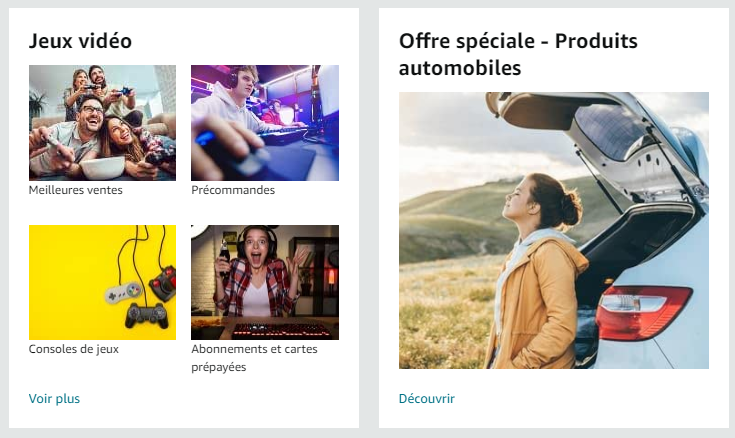 Jeux vidéo
Meilleures ventes
Précommandes
Consoles de jeux
Abonnements et cartes
prépayées
Voir plus
Offre spéciale - Produits
automobiles
Découvrir